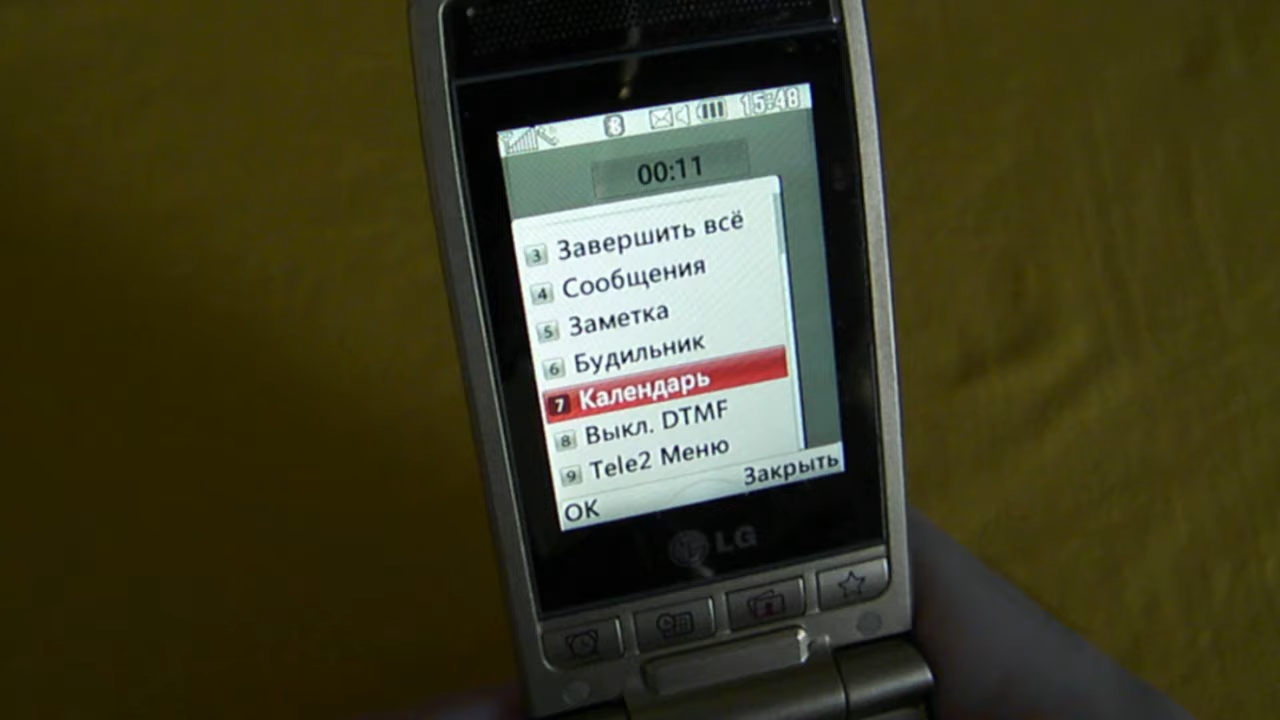 15:48
00:11
3 Завершить всё
4 Сообщения
5 Заметка
6 Будильник
7 Календарь
8 Выкл. DTMF
9 Tele2 Меню
OK Закрыть
LG